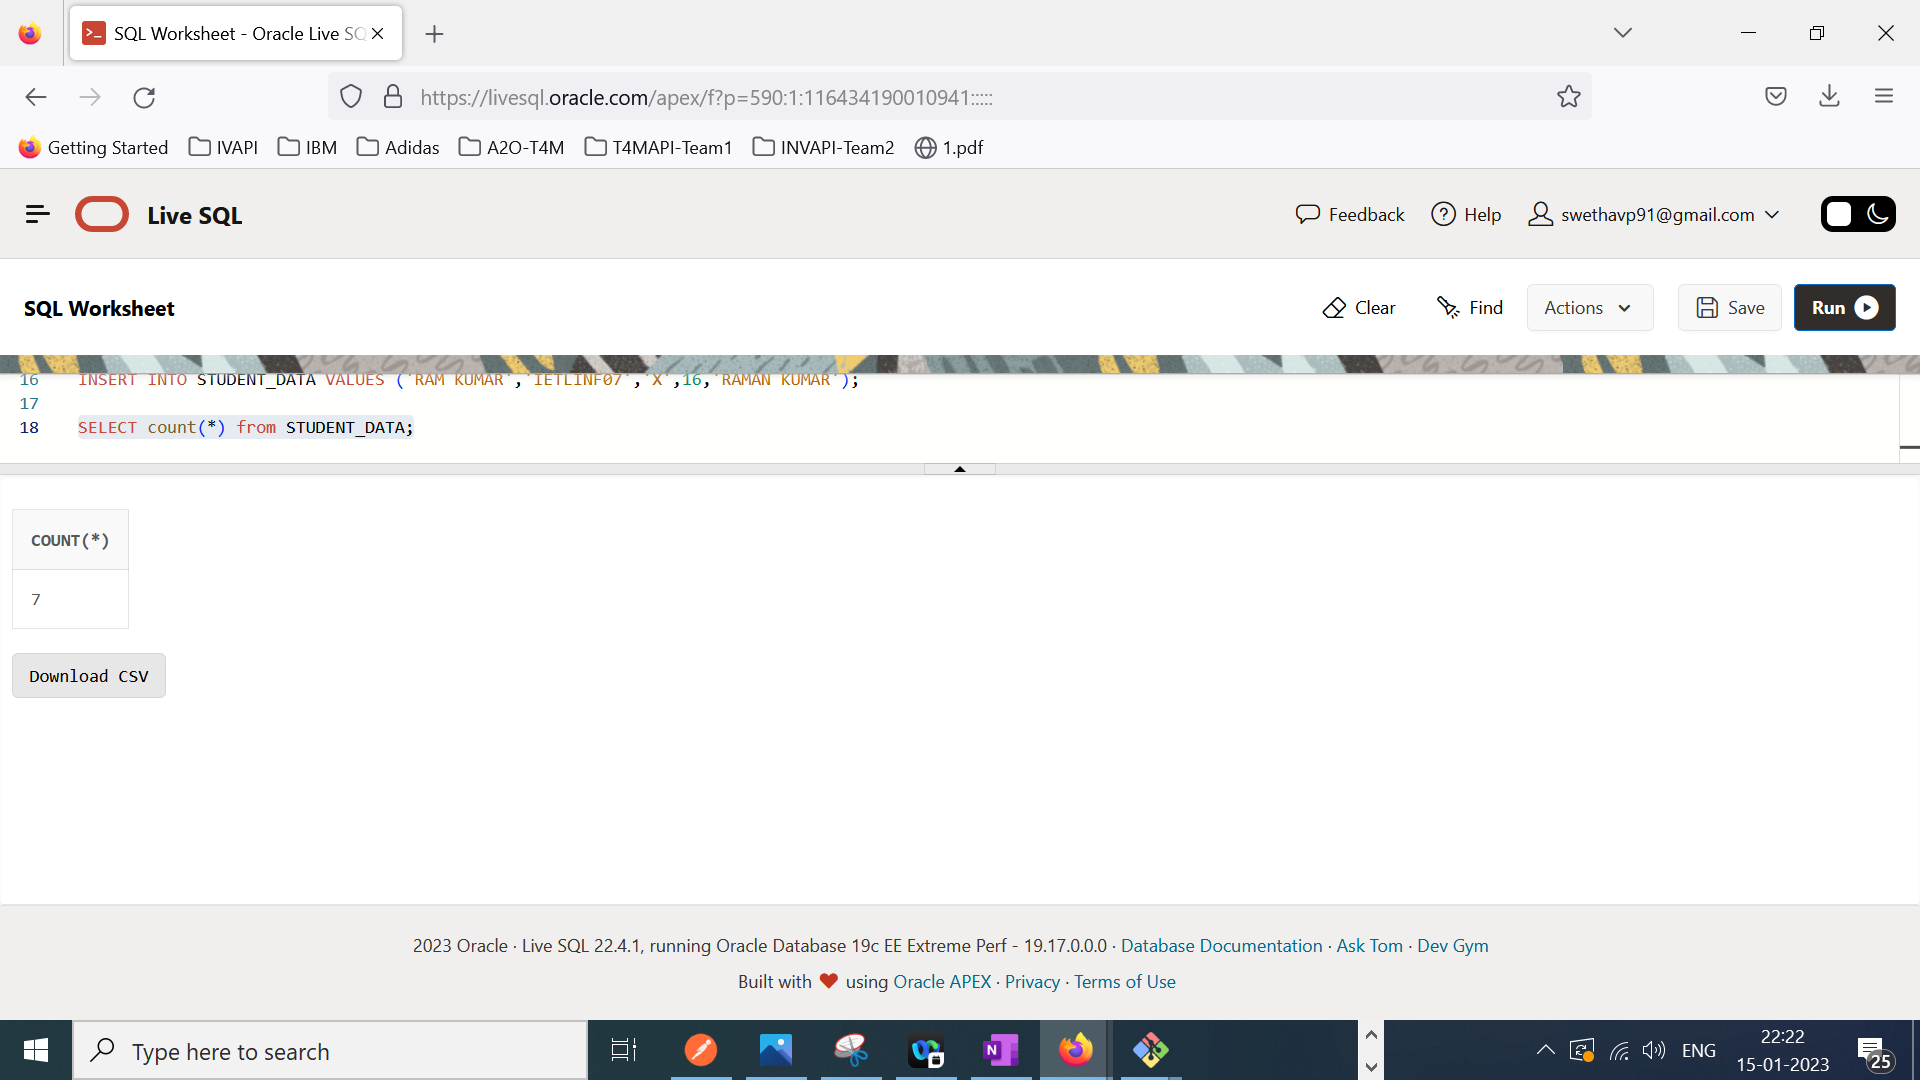 SQL Worksheet - Oracle Live SQ
https://livesql.oracle.com/apex/f?p=590:1:116434190010941:::::
Getting Started IVAPI IBM Adidas A2O-T4M T4MAPI-Team1 INVAPI-Team2 1.pdf
Live SQL Feedback Help swethavp91@gmail.com
SQL Worksheet Clear Find Actions Save Run
16 INSERT INTO STUDENT_DATA VALUES ('RAM KUMAR','IETLINF07','X',16,'RAMAN KUMAR');
17
18 SELECT count(*) from STUDENT_DATA;
COUNT(*)
7
Download CSV
2023 Oracle · Live SQL 22.4.1, running Oracle Database 19c EE Extreme Perf - 19.17.0.0.0 · Database Documentation · Ask Tom · Dev Gym
Built with ❤ using Oracle APEX · Privacy · Terms of Use
Type here to search
N
ENG
22:22
15-01-2023
25